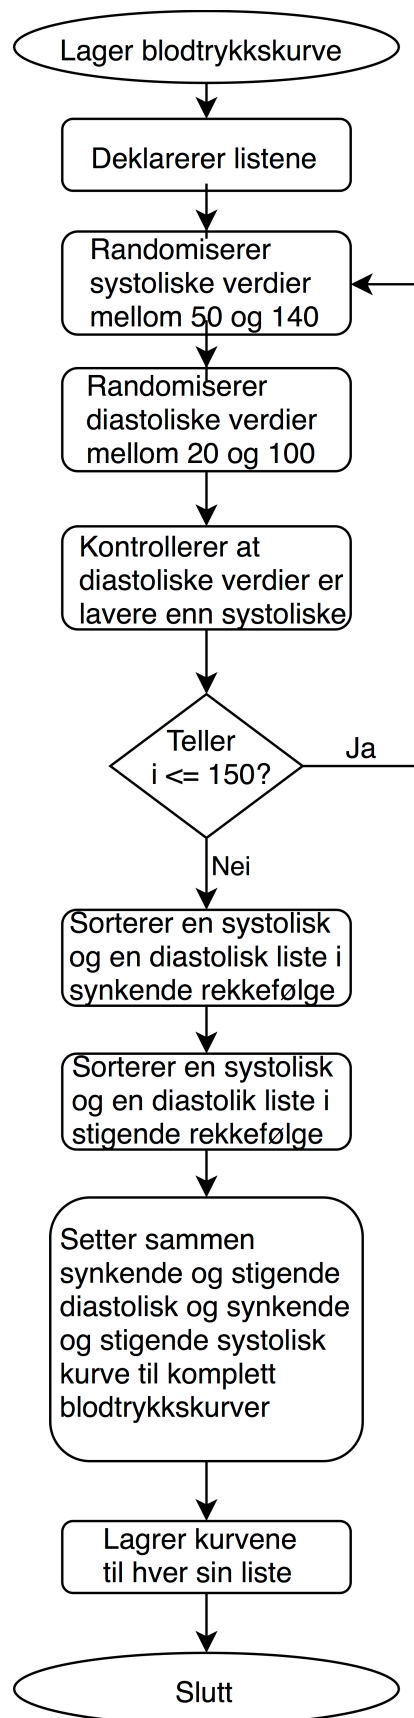 Lager blodtrykkskurve
Deklarerer listene
Randomiserer
systoliske verdier
mellom 50 og 140
Randomiserer
diastoliske verdier
mellom 20 og 100
Kontrollerer at
diastoliske verdier er
lavere enn systoliske
Teller
i <= 150?
Ja
Nei
Sorterer en systolisk
og en diastolisk liste i
synkende rekkefølge
Sorterer en systolisk
og en diastolik liste i
stigende rekkefølge
Setter sammen
synkende og stigende
diastolisk og synkende
og stigende systolisk
kurve til komplett
blodtrykkskurver
Lagrer kurvene
til hver sin liste
Slutt